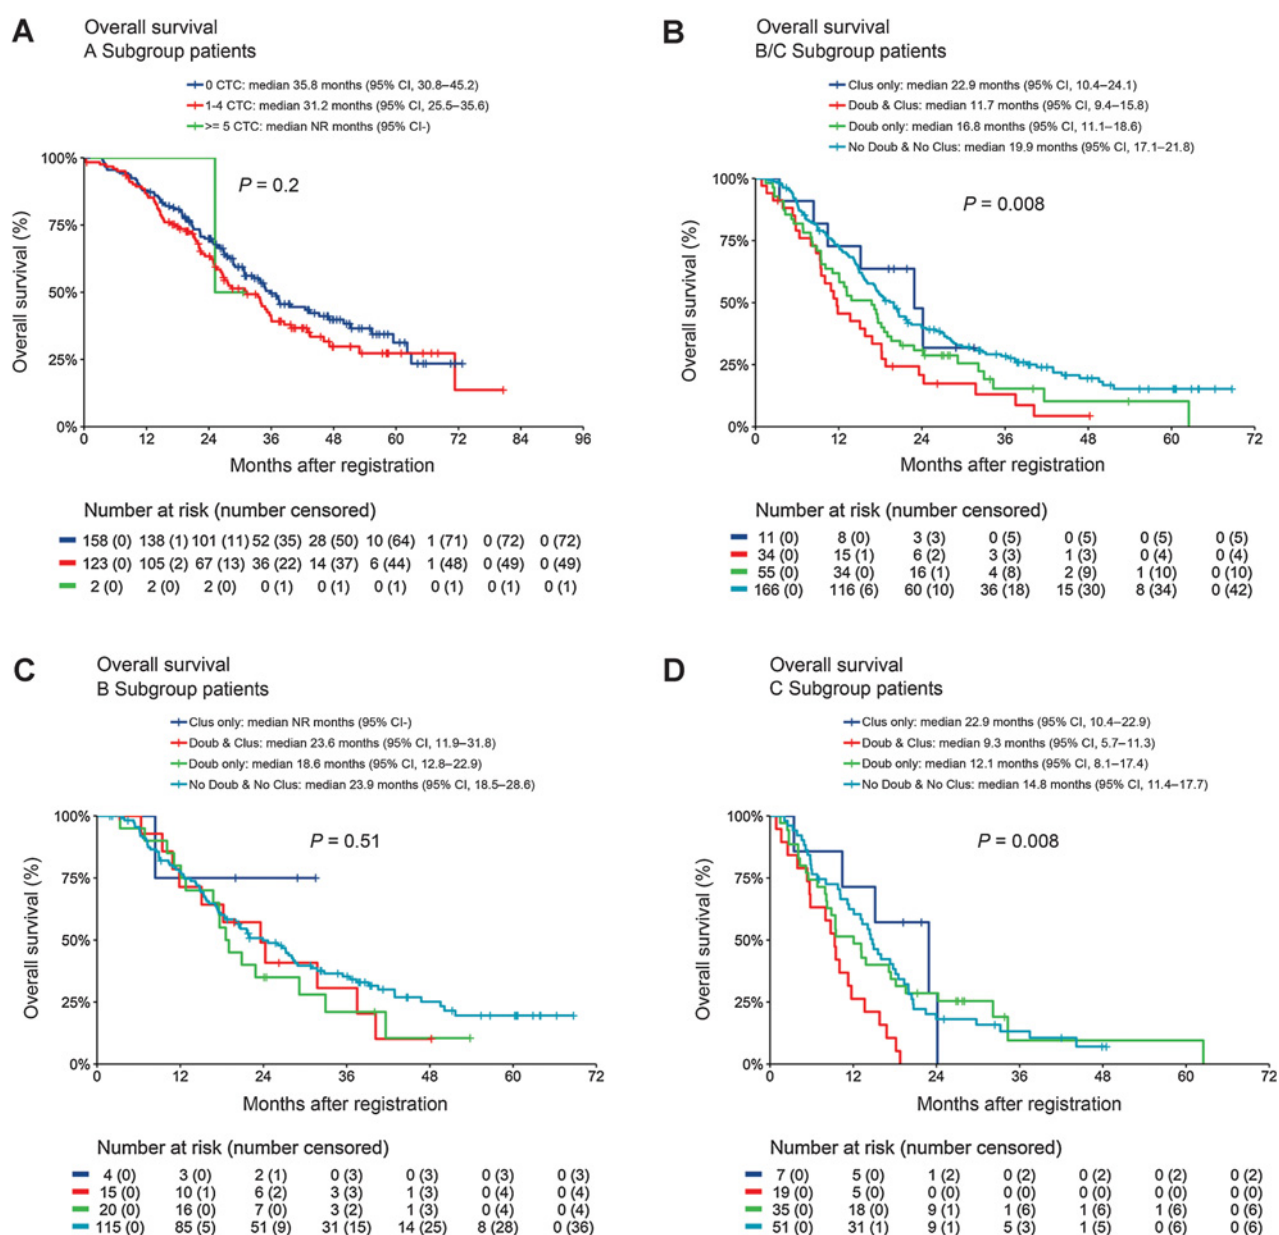 A
Overall survival
A Subgroup patients
0 CTC: median 35.8 months (95% CI, 30.8–45.2)
1-4 CTC: median 31.2 months (95% CI, 25.5–35.6)
>= 5 CTC: median NR months (95% CI-)
100%
75%
50%
25%
0%
Overall survival (%)
P = 0.2
0 12 24 36 48 60 72 84 96
Months after registration
Number at risk (number censored)
158 (0) 138 (1) 101 (11) 52 (35) 28 (50) 10 (64) 1 (71) 0 (72) 0 (72)
123 (0) 105 (2) 67 (13) 36 (22) 14 (37) 6 (44) 1 (48) 0 (49) 0 (49)
2 (0) 2 (0) 2 (0) 0 (1) 0 (1) 0 (1) 0 (1) 0 (1) 0 (1)
B
Overall survival
B/C Subgroup patients
Clus only: median 22.9 months (95% CI, 10.4–24.1)
Doub & Clus: median 11.7 months (95% CI, 9.4–15.8)
Doub only: median 16.8 months (95% CI, 11.1–18.6)
No Doub & No Clus: median 19.9 months (95% CI, 17.1–21.8)
100%
75%
50%
25%
0%
Overall survival (%)
P = 0.008
0 12 24 36 48 60 72
Months after registration
Number at risk (number censored)
11 (0) 8 (0) 3 (3) 0 (5) 0 (5) 0 (5) 0 (5)
34 (0) 15 (1) 6 (2) 3 (3) 1 (3) 0 (4) 0 (4)
55 (0) 34 (0) 16 (1) 4 (8) 2 (9) 1 (10) 0 (10)
166 (0) 116 (6) 60 (10) 36 (18) 15 (30) 8 (34) 0 (42)
C
Overall survival
B Subgroup patients
Clus only: median NR months (95% CI-)
Doub & Clus: median 23.6 months (95% CI, 11.9–31.8)
Doub only: median 18.6 months (95% CI, 12.8–22.9)
No Doub & No Clus: median 23.9 months (95% CI, 18.5–28.6)
100%
75%
50%
25%
0%
Overall survival (%)
P = 0.51
0 12 24 36 48 60 72
Months after registration
Number at risk (number censored)
4 (0) 3 (0) 2 (1) 0 (3) 0 (3) 0 (3) 0 (3)
15 (0) 10 (1) 6 (2) 3 (3) 1 (3) 0 (4) 0 (4)
20 (0) 16 (0) 7 (0) 3 (2) 1 (3) 0 (4) 0 (4)
115 (0) 85 (5) 51 (9) 31 (15) 14 (25) 8 (28) 0 (36)
D
Overall survival
C Subgroup patients
Clus only: median 22.9 months (95% CI, 10.4–22.9)
Doub & Clus: median 9.3 months (95% CI, 5.7–11.3)
Doub only: median 12.1 months (95% CI, 8.1–17.4)
No Doub & No Clus: median 14.8 months (95% CI, 11.4–17.7)
100%
75%
50%
25%
0%
Overall survival (%)
P = 0.008
0 12 24 36 48 60 72
Months after registration
Number at risk (number censored)
7 (0) 5 (0) 1 (2) 0 (2) 0 (2) 0 (2) 0 (2)
19 (0) 5 (0) 0 (0) 0 (0) 0 (0) 0 (0) 0 (0)
35 (0) 18 (0) 9 (1) 1 (6) 1 (6) 1 (6) 0 (6)
51 (0) 31 (1) 9 (1) 5 (3) 1 (5) 0 (6) 0 (6)